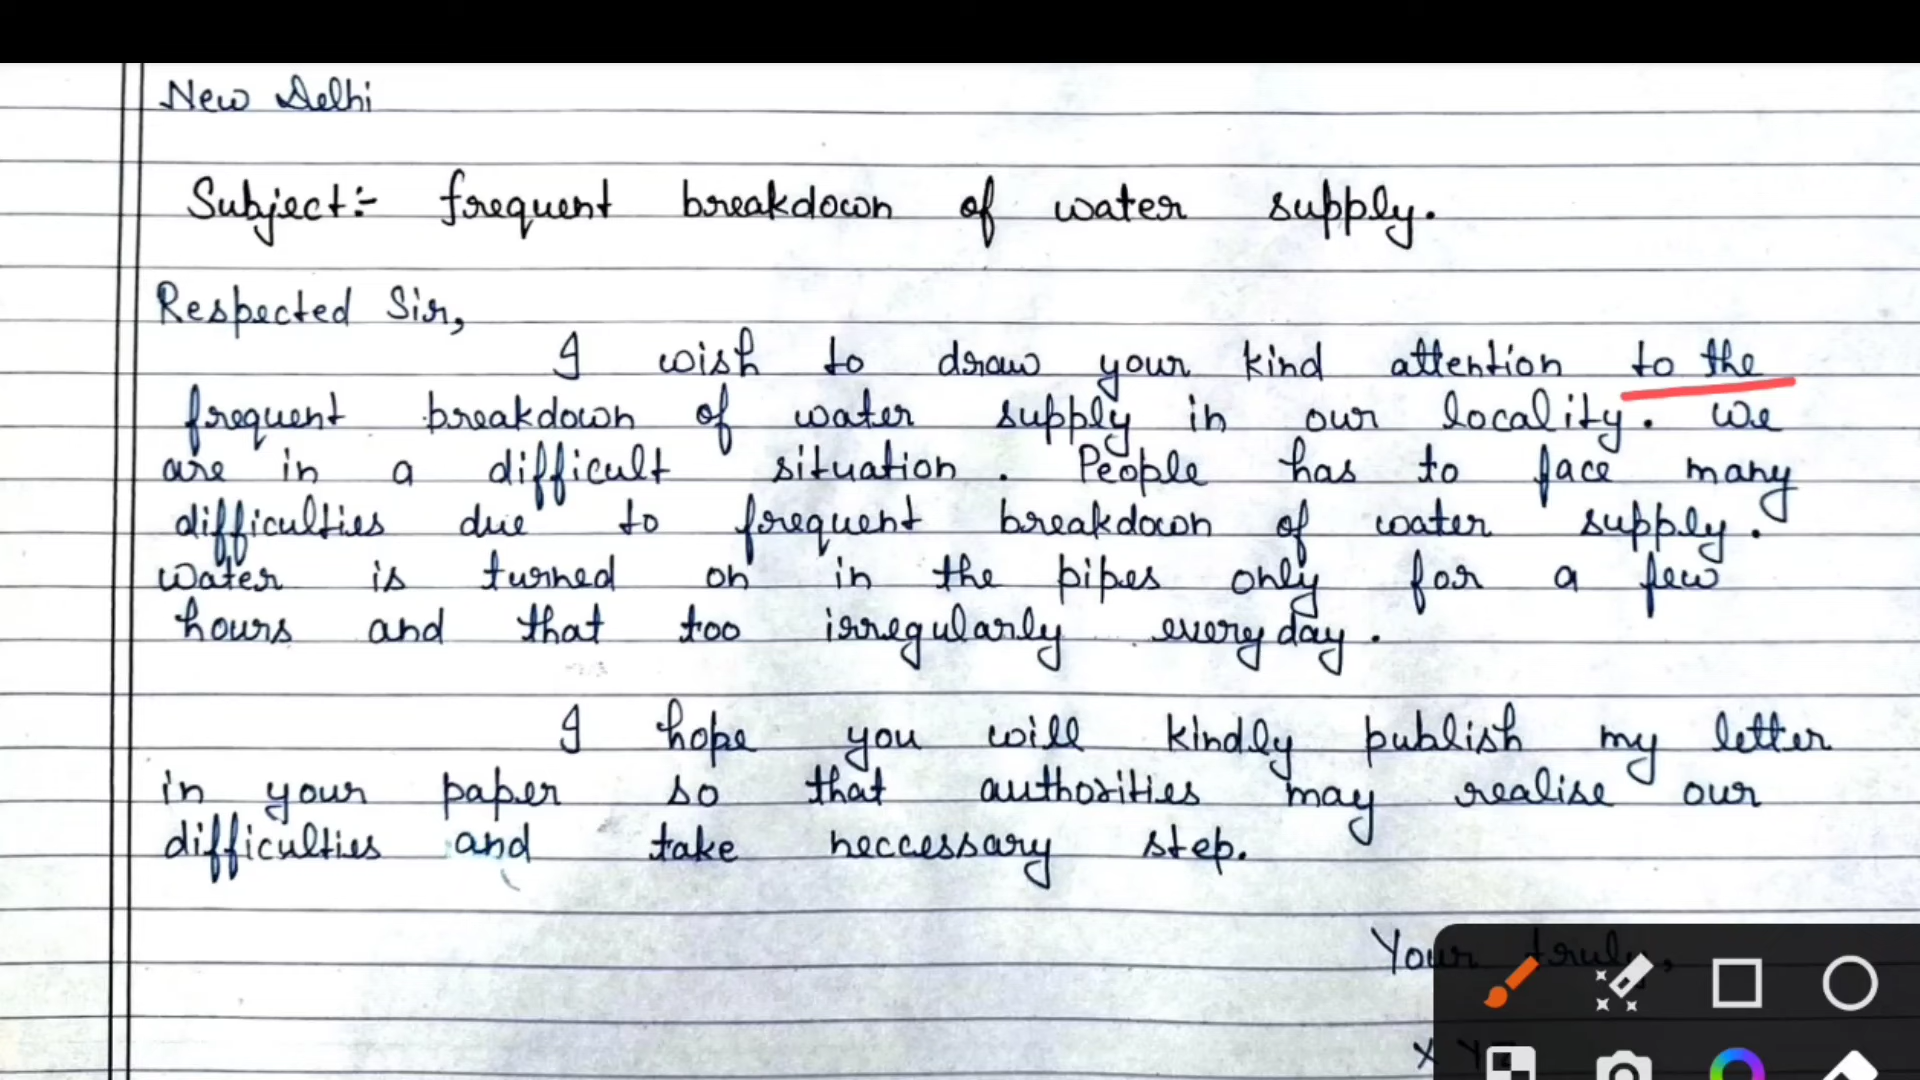 New Delhi
Subject:- frequent breakdown of water supply.
Respected Sir,
I wish to draw your kind attention to the
frequent breakdown of water supply in our locality. We
are in a difficult situation. People has to face many
difficulties due to frequent breakdown of water supply.
Water is turned on in the pipes only for a few
hours and that too irregularly everyday.
I hope you will kindly publish my letter
in your paper so that authorities may realise our
difficulties and take neccessary step.
Your truly,